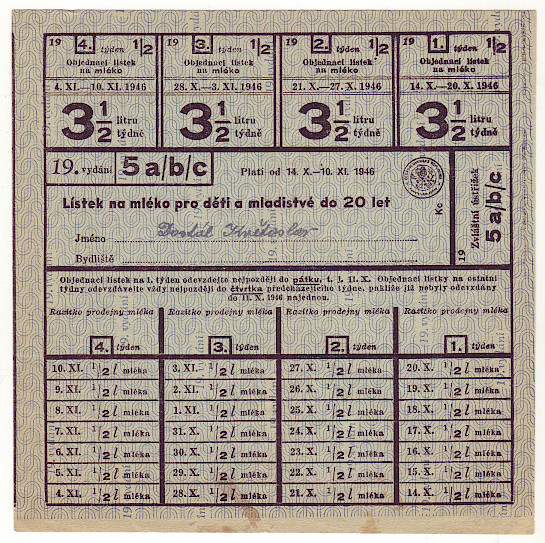 19 4. týden 1/2
Objednací lístek
na mléko
4. XI.—10. XI. 1946
3 1/2 litru
týdně
19 3. týden 1/2
Objednací lístek
na mléko
28. X.—3. XI. 1946
3 1/2 litru
týdně
19 2. týden 1/2
Objednací lístek
na mléko
21. X.—27. X. 1946
3 1/2 litru
týdně
19 1. týden 1/2
Objednací lístek
na mléko
14. X.—20. X. 1946
3 1/2 litru
týdně
19. vydání 5a/b/c Platí od 14. X.—10. XI. 1946
Lístek na mléko pro děti a mladistvé do 20 let
Kc
Jméno Dostál Květoslav
Bydliště
19 Zvláštní ústřižek
5a/b/c
Objednací lístek na 1. týden odevzdejte nejpozději do pátku, t. j. 11. X. Objednací lístky na ostatní
týdny odevzdávejte vždy nejpozději do čtvrtka předcházejícího týdne, pakliže již nebyly odevzdány
do 11. X. 1946 najednou.
Razítko prodejny mléka Razítko prodejny mléka Razítko prodejny mléka Razítko prodejny mléka
4. týden 3. týden 2. týden 1. týden
10. XI. 1/2 l mléka 3. XI. 1/2 l mléka 27. X. 1/2 l mléka 20. X. 1/2 l mléka
9. XI. 1/2 l mléka 2. XI. 1/2 l mléka 26. X. 1/2 l mléka 19. X. 1/2 l mléka
8. XI. 1/2 l mléka 1. XI. 1/2 l mléka 25. X. 1/2 l mléka 18. X. 1/2 l mléka
7. XI. 1/2 l mléka 31. X. 1/2 l mléka 24. X. 1/2 l mléka 17. X. 1/2 l mléka
6. XI. 1/2 l mléka 30. X. 1/2 l mléka 23. X. 1/2 l mléka 16. X. 1/2 l mléka
5. XI. 1/2 l mléka 29. X. 1/2 l mléka 22. X. 1/2 l mléka 15. X. 1/2 l mléka
4. XI. 1/2 l mléka 28. X. 1/2 l mléka 21. X. 1/2 l mléka 14. X. 1/2 l mléka